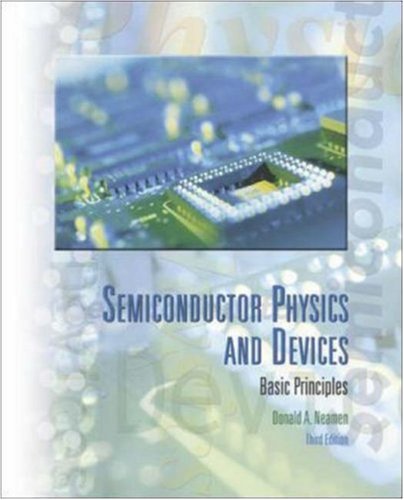 SEMICONDUCTOR PHYSICS
AND DEVICES
Basic Principles
Donald A. Neamen
Third Edition